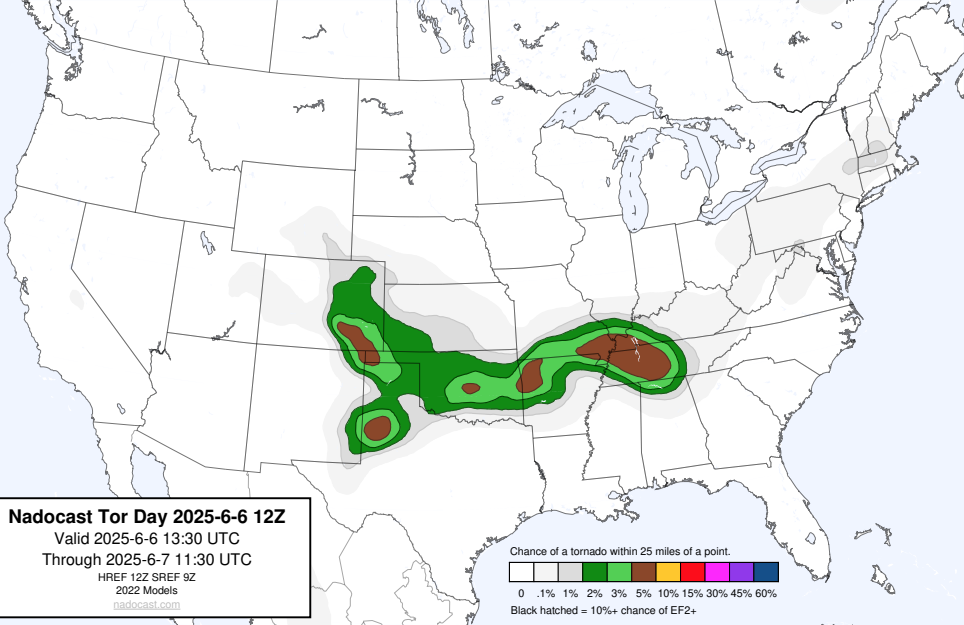 Nadocast Tor Day 2025-6-6 12Z
Valid 2025-6-6 13:30 UTC
Through 2025-6-7 11:30 UTC
HREF 12Z SREF 9Z
2022 Models
nadocast.com
Chance of a tornado within 25 miles of a point.
0 .1% 1% 2% 3% 5% 10% 15% 30% 45% 60%
Black hatched = 10%+ chance of EF2+